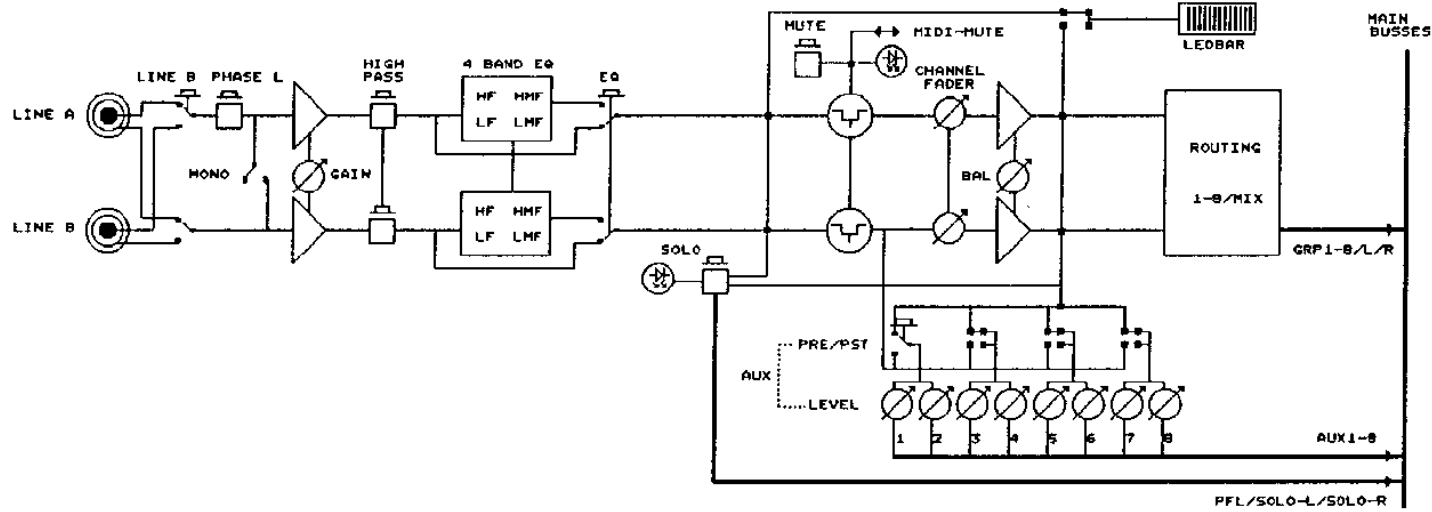 MAIN
BUSSES
MUTE
MIDI-MUTE
LEDBAR
LINE B
PHASE L
HIGH
PASS
4 BAND EQ
EQ
CHANNEL
FADER
LINE A
HF HMF
LF LMF
ROUTING
MONO
GAIN
BAL
1-8/MIX
LINE B
HF HMF
LF LMF
SOLO
GRP1-8/L/R
PRE/PST
AUX
LEVEL
1 2 3 4 5 6 7 8
AUX1-8
PFL/SOLO-L/SOLO-R